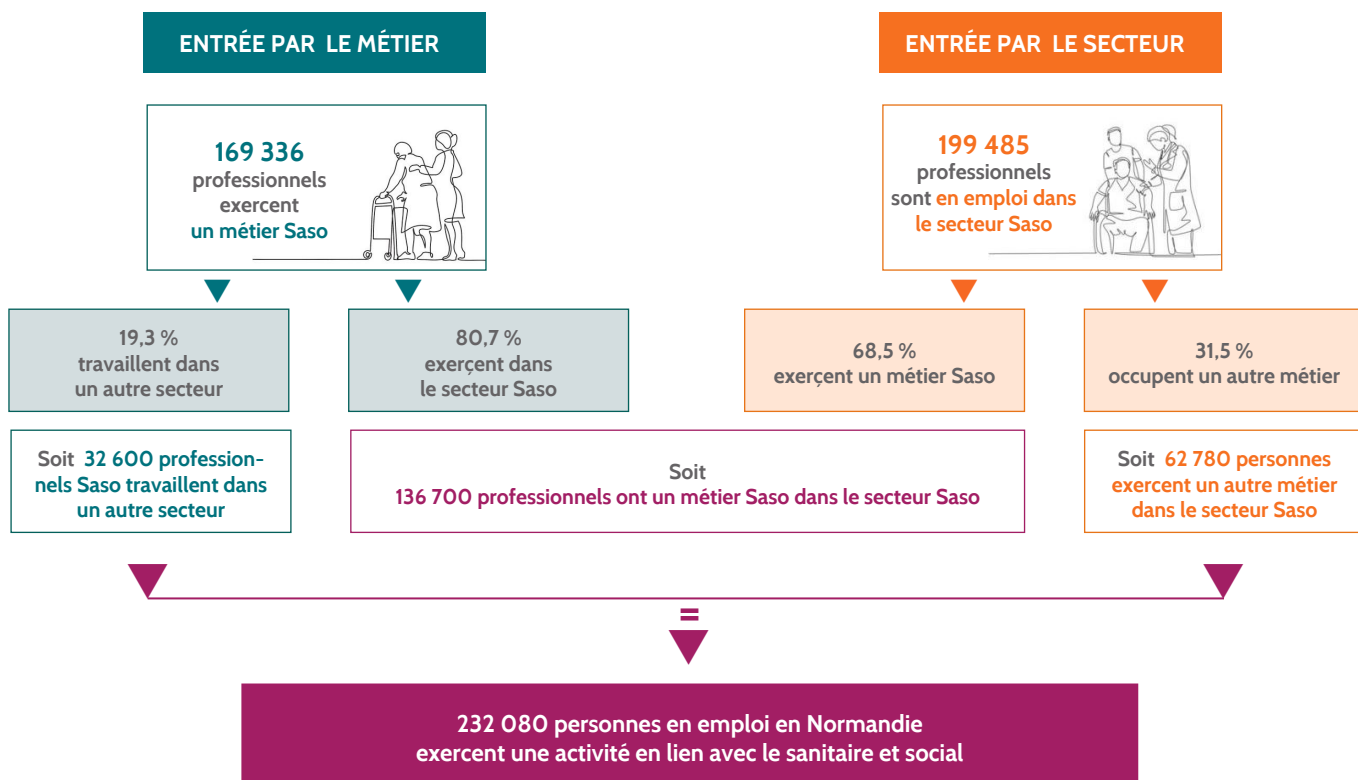 ENTRÉE PAR LE MÉTIER
ENTRÉE PAR LE SECTEUR
169 336
professionnels
exercent
un métier Saso
199 485
professionnels
sont en emploi dans
le secteur Saso
19,3 %
travaillent dans
un autre secteur
80,7 %
exerçent dans
le secteur Saso
68,5 %
exerçent un métier Saso
31,5 %
occupent un autre métier
Soit 32 600 profession-
nels Saso travaillent dans
un autre secteur
Soit
136 700 professionnels ont un métier Saso dans le secteur Saso
Soit 62 780 personnes
exercent un autre métier
dans le secteur Saso
=
232 080 personnes en emploi en Normandie
exercent une activité en lien avec le sanitaire et social